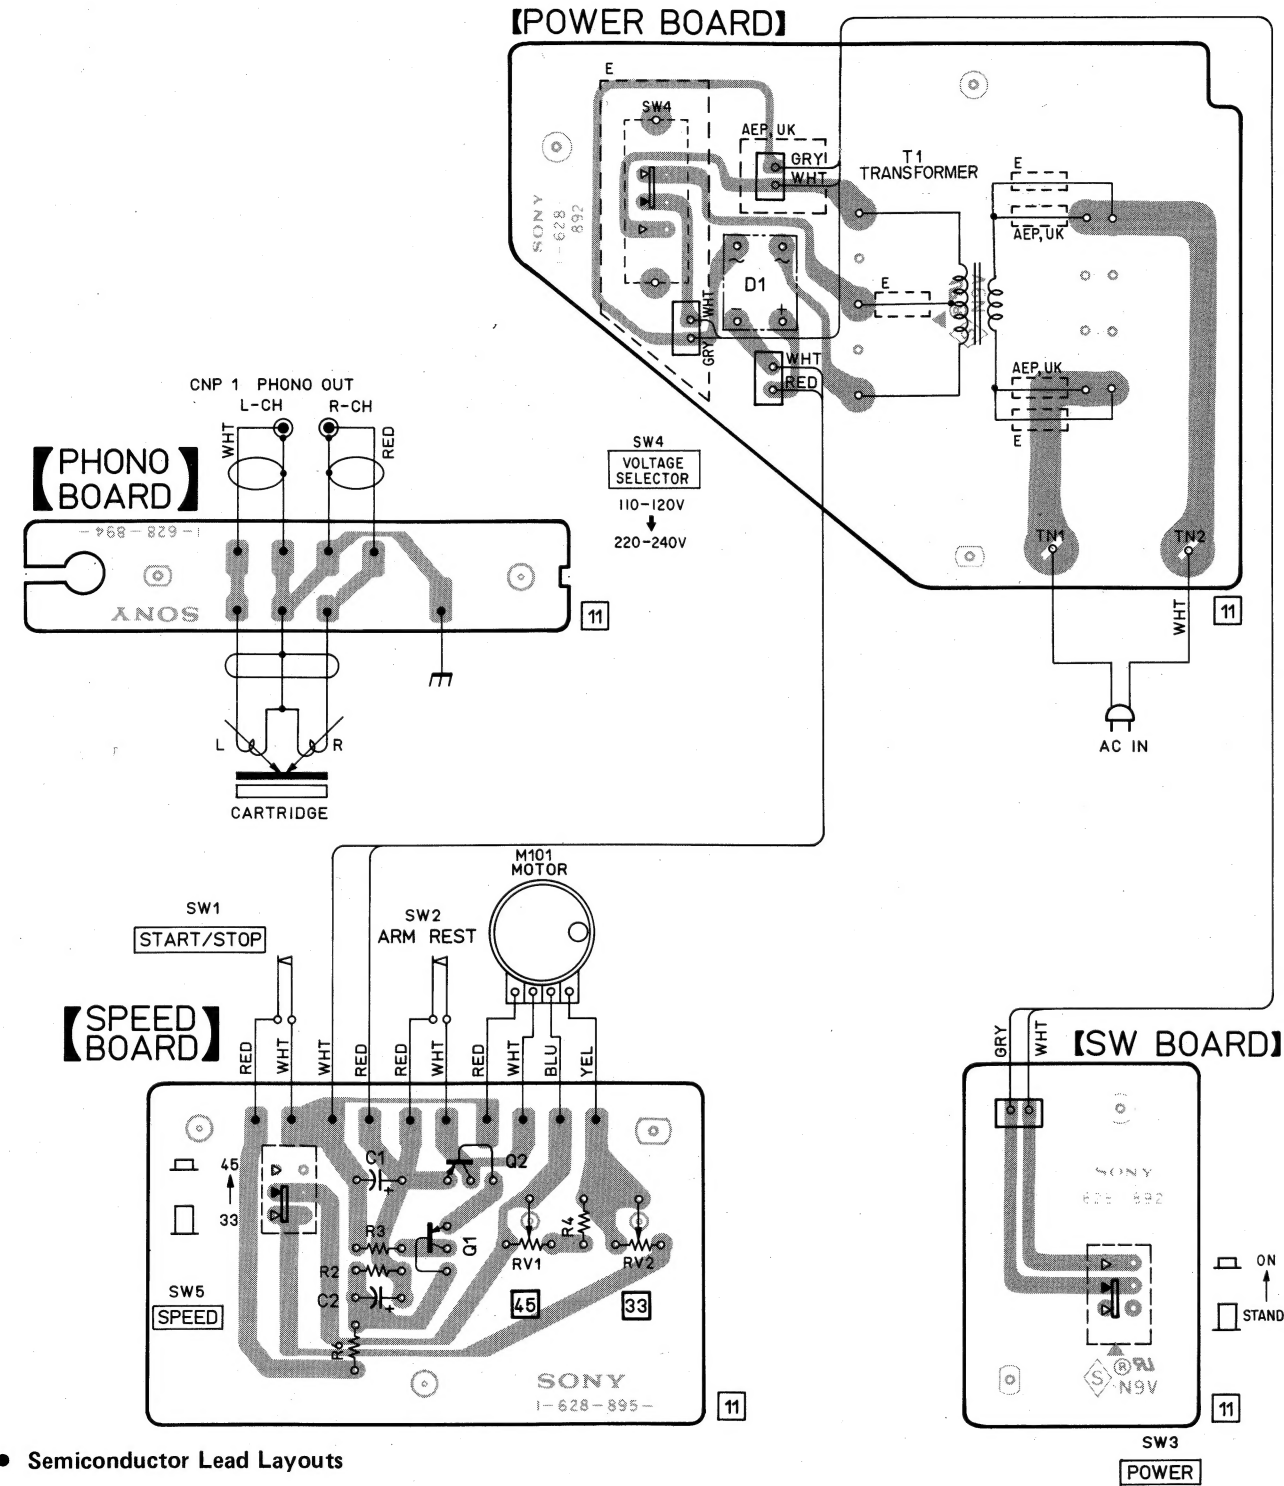 【POWER BOARD】
E
SW4
AEP, UK
GRY
WHT
T1
TRANSFORMER
E
AEP, UK
SONY
1-628
892
D1
~
~
−
+
E
WHT
GRY
WHT
RED
AEP, UK
E
TN1
TN2
WHT
11
AC IN
SW4
VOLTAGE
SELECTOR
110-120V
220-240V
CNP 1 PHONO OUT
L-CH
R-CH
WHT
RED
【PHONO
BOARD】
-1-628-894-
SONY
11
L
R
CARTRIDGE
M101
MOTOR
SW1
START/STOP
SW2
ARM REST
【SPEED
BOARD】
RED
WHT
WHT
RED
RED
WHT
RED
WHT
BLU
YEL
45
33
C1
+
Q2
R3
Q1
R4
R2
RV1
RV2
C2
+
R6
45
33
SW5
SPEED
SONY
1-628-895-
11
GRY
WHT
【SW BOARD】
SONY
628 892
ON
STAND
S
R
N9V
11
SW3
POWER
• Semiconductor Lead Layouts